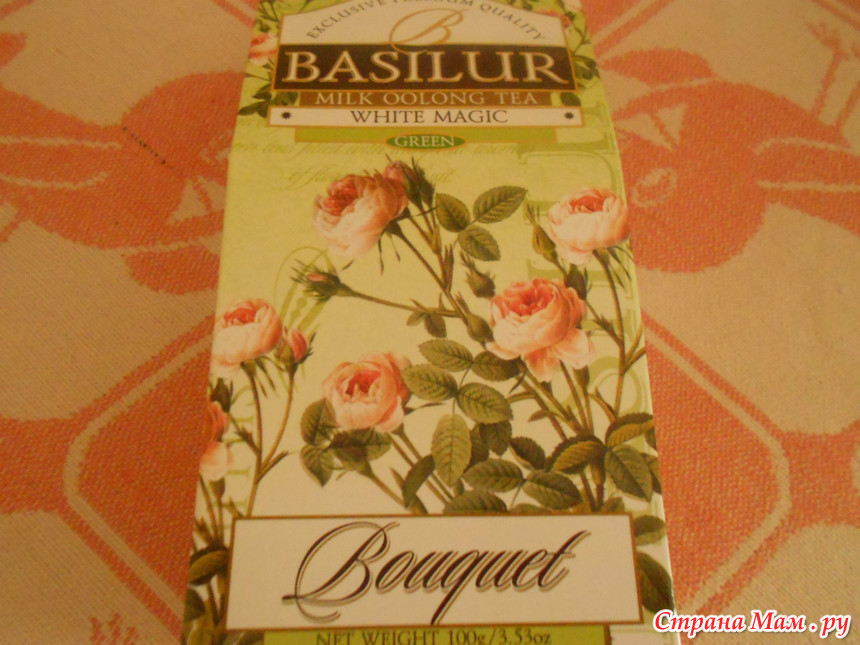 EXCLUSIVE PREMIUM QUALITY
B
BASILUR
MILK OOLONG TEA
WHITE MAGIC
GREEN
Bouquet
NET WEIGHT 100g/3.53oz
Страна Мам.ру